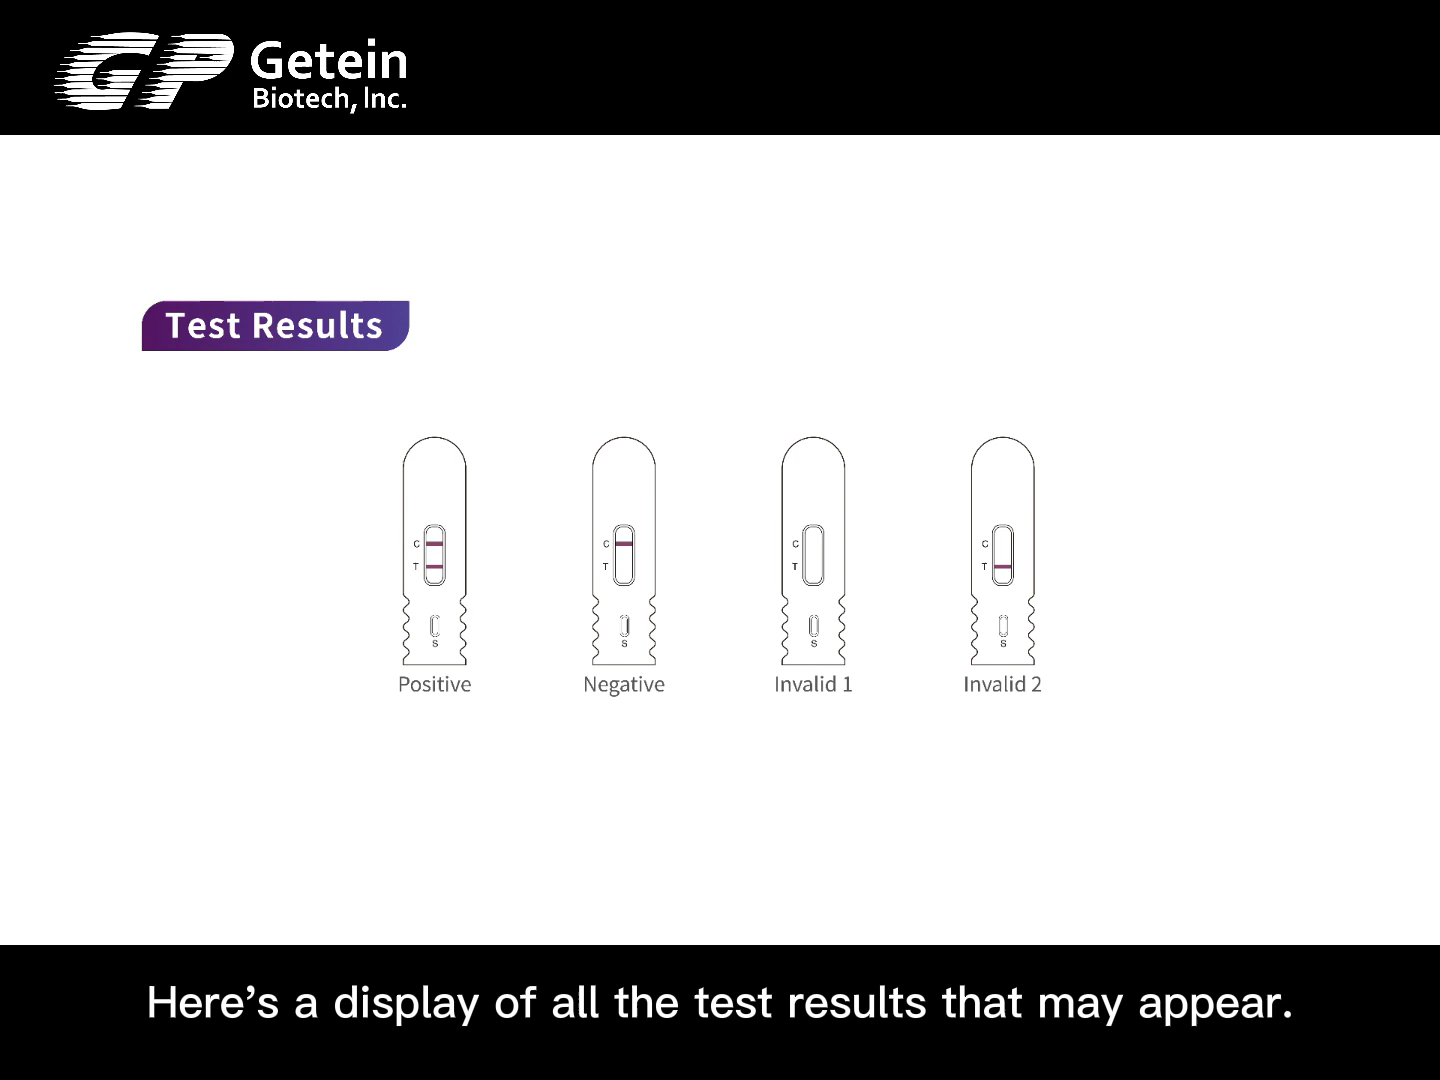 GP
Getein
Biotech, Inc.
Test Results
C C C C
T T T T
S S S S
Positive Negative Invalid 1 Invalid 2
Here’s a display of all the test results that may appear.